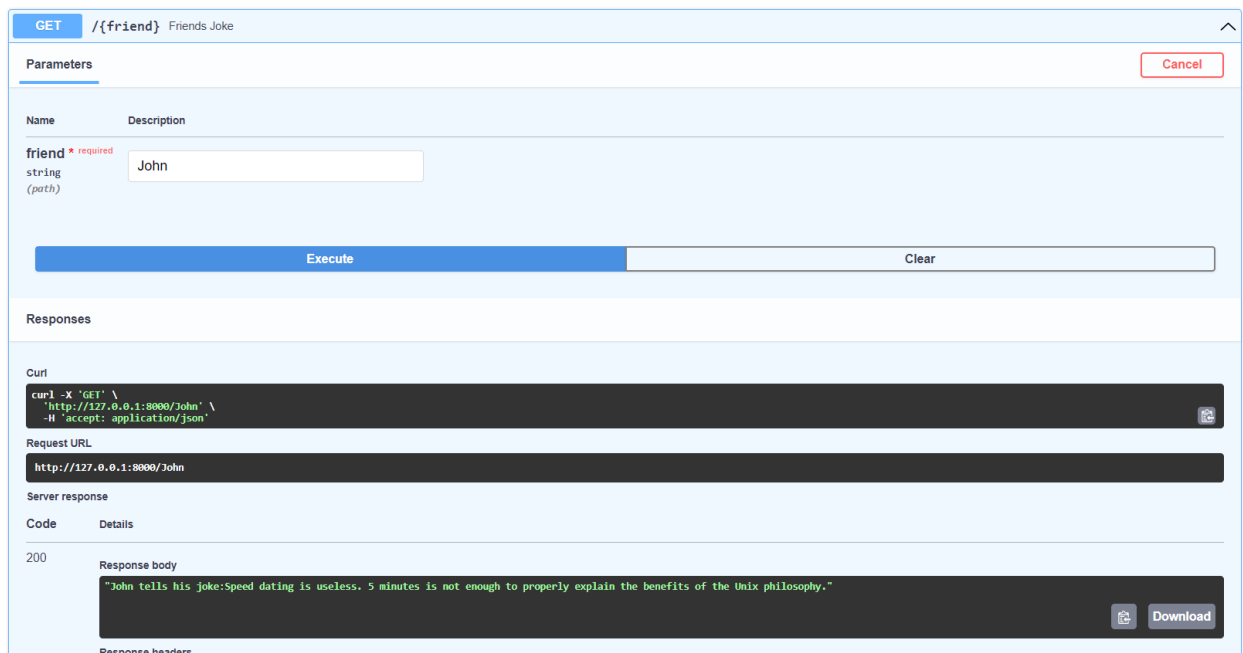 GET /{friend} Friends Joke
Parameters
Cancel
Name Description
friend * required
John
string
(path)
Execute Clear
Responses
Curl
curl -X 'GET' \
'http://127.0.0.1:8000/John' \
-H 'accept: application/json'
Request URL
http://127.0.0.1:8000/John
Server response
Code Details
200
Response body
"John tells his joke:Speed dating is useless. 5 minutes is not enough to properly explain the benefits of the Unix philosophy."
Download
Response headers